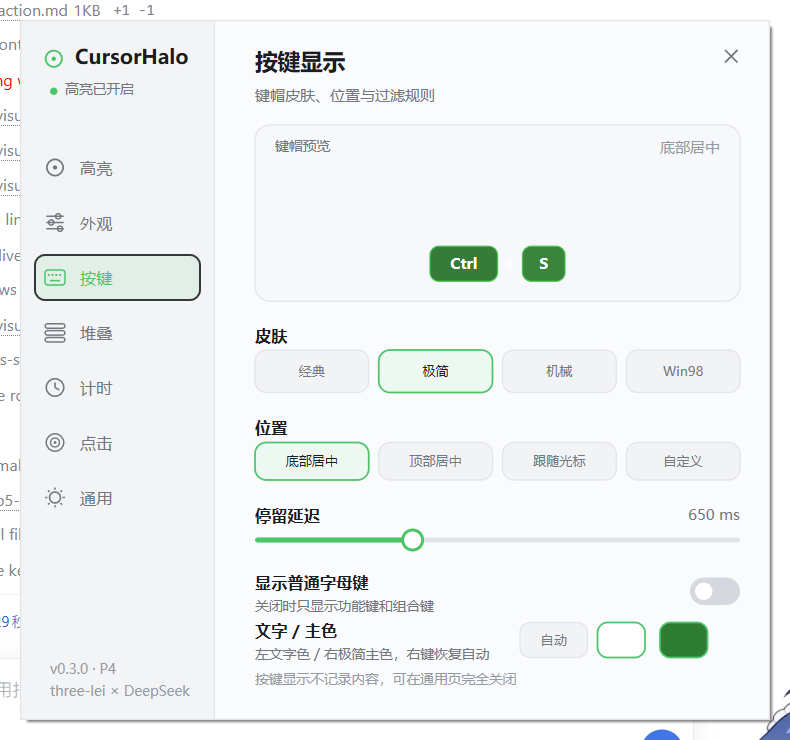 action.md 1KB +1 -1
CursorHalo
高亮已开启
高亮
外观
按键
堆叠
计时
点击
通用
v0.3.0 · P4
three-lei × DeepSeek
按键显示
键帽皮肤、位置与过滤规则
键帽预览 底部居中
Ctrl + S
皮肤
经典 极简 机械 Win98
位置
底部居中 顶部居中 跟随光标 自定义
停留延迟 650 ms
显示普通字母键
关闭时只显示功能键和组合键
文字 / 主色 自动
左文字色 / 右极简主色，右键恢复自动
按键显示不记录内容，可在通用页完全关闭